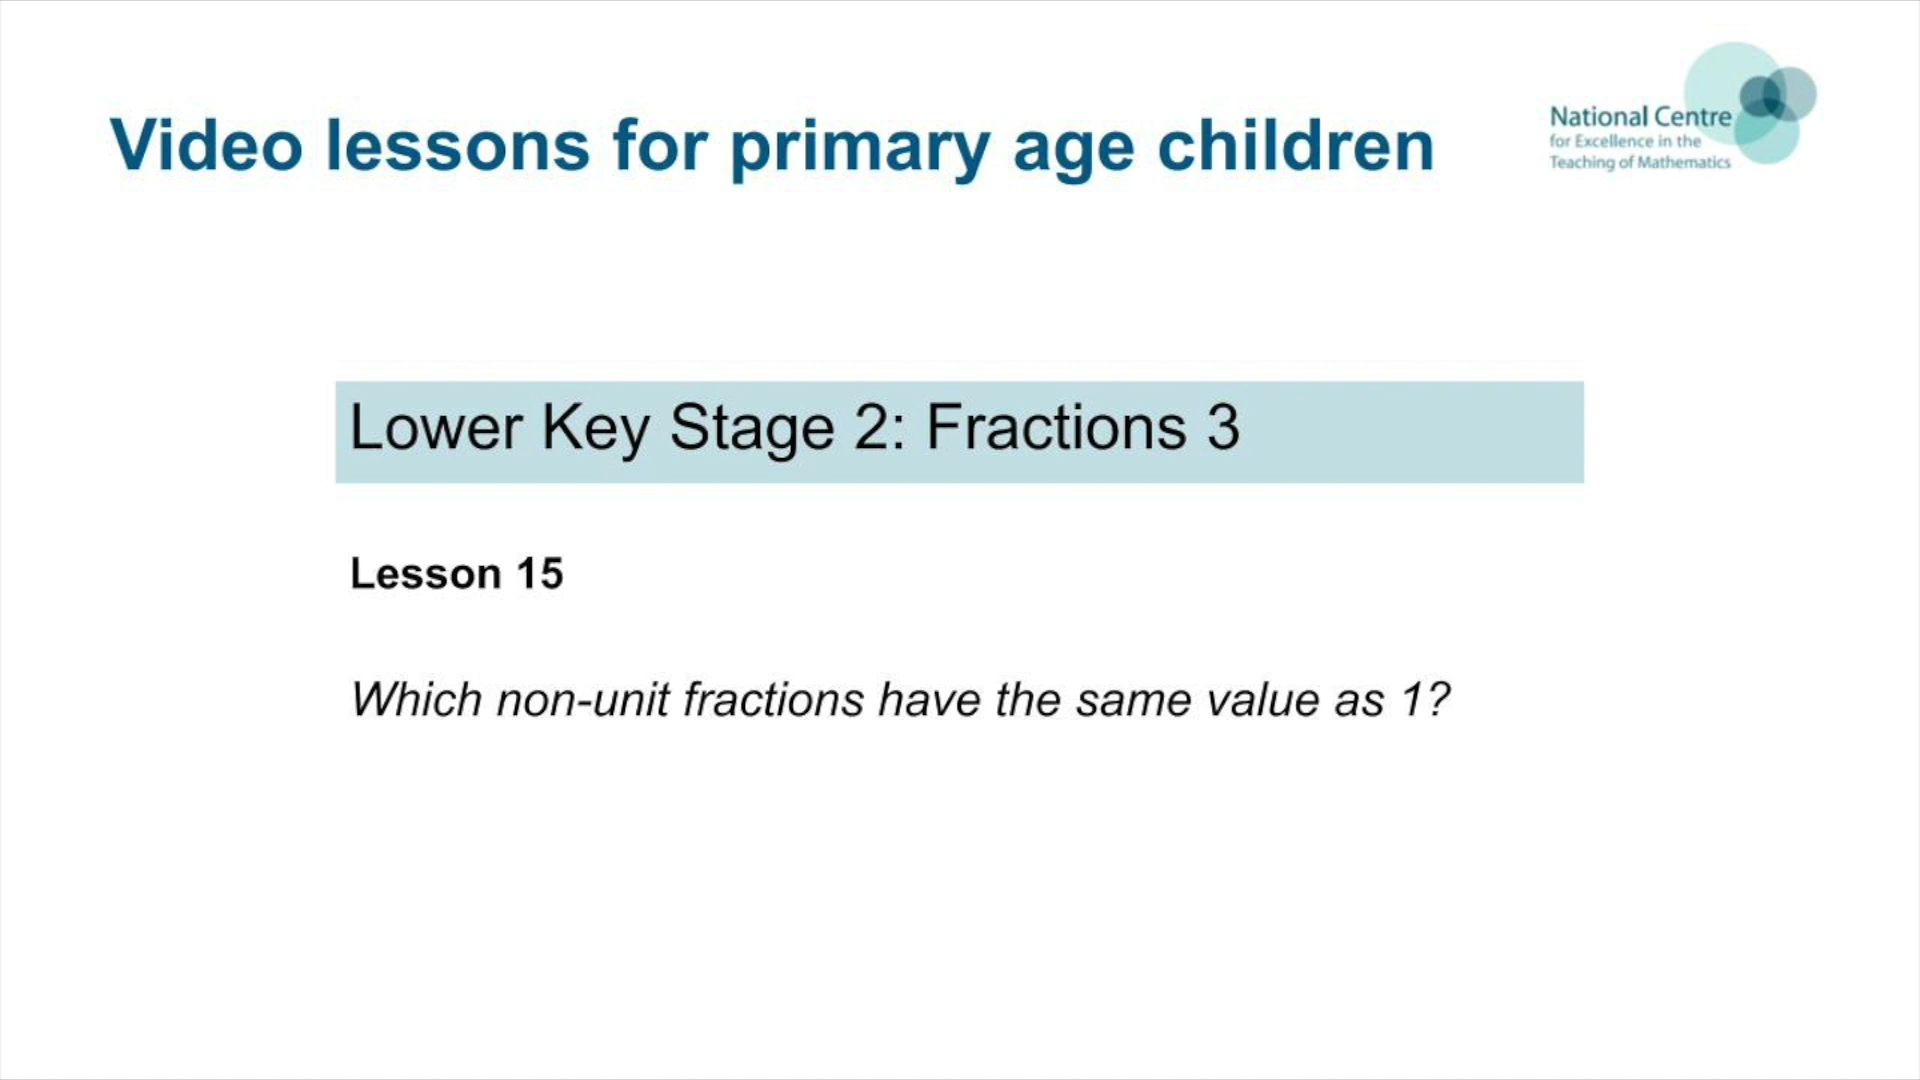 Video lessons for primary age children
National Centre
for Excellence in the
Teaching of Mathematics
Lower Key Stage 2: Fractions 3
Lesson 15
Which non-unit fractions have the same value as 1?